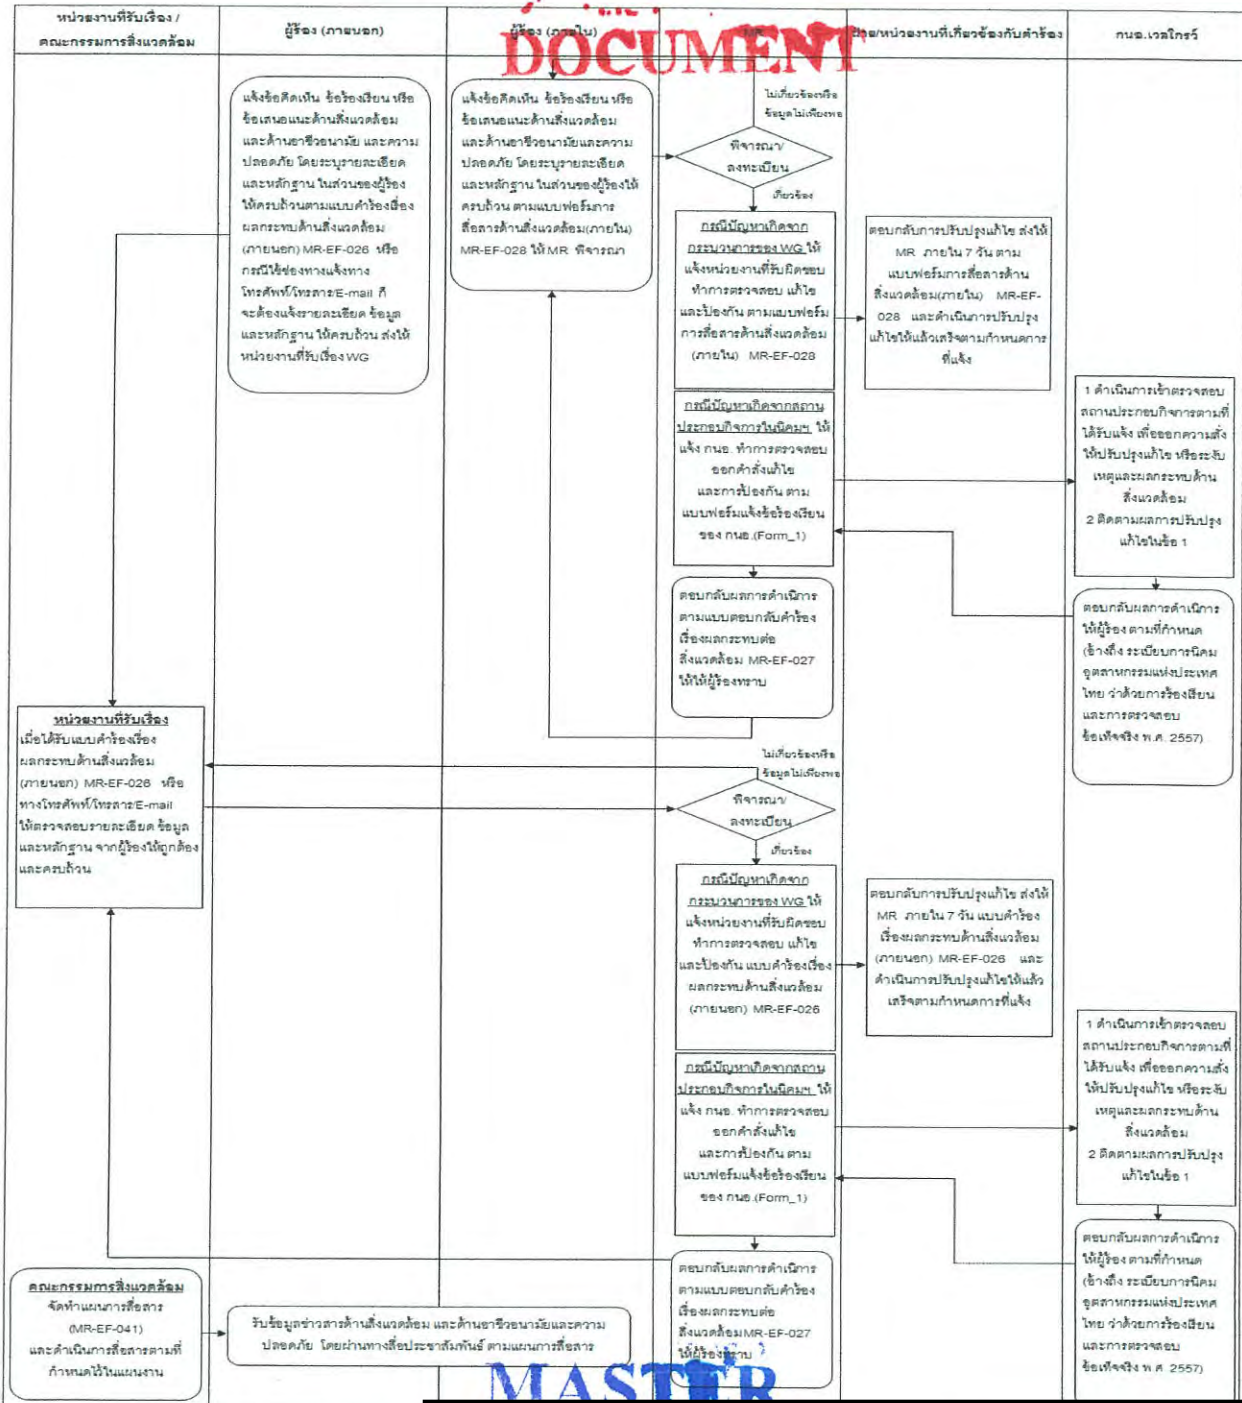 DOCUMENT
หน่วยงานที่รับเรื่อง /
คณะกรรมการสิ่งแวดล้อม
ผู้ร้อง (ภายนอก)
ผู้ร้อง (ภายใน)
MR
ฝ่าย/หน่วยงานที่เกี่ยวข้องกับคำร้อง
กนอ.เวลโกรว์
แจ้งข้อคิดเห็น ข้อร้องเรียน หรือ
ข้อเสนอแนะด้านสิ่งแวดล้อม
และด้านอาชีวอนามัย และความ
ปลอดภัย โดยระบุรายละเอียด
และหลักฐาน ในส่วนของผู้ร้อง
ให้ครบถ้วนตามแบบคำร้องเรื่อง
ผลกระทบด้านสิ่งแวดล้อม
(ภายนอก) MR-EF-026 หรือ
กรณีใช้ช่องทางแจ้งทาง
โทรศัพท์/โทรสาร/E-mail ก็
จะต้องแจ้งรายละเอียด ข้อมูล
และหลักฐาน ให้ครบถ้วน ส่งให้
หน่วยงานที่รับเรื่อง WG
แจ้งข้อคิดเห็น ข้อร้องเรียน หรือ
ข้อเสนอแนะด้านสิ่งแวดล้อม
และด้านอาชีวอนามัยและความ
ปลอดภัย โดยระบุรายละเอียด
และหลักฐาน ในส่วนของผู้ร้องให้
ครบถ้วน ตามแบบฟอร์มการ
สื่อสารด้านสิ่งแวดล้อม(ภายใน)
MR-EF-028 ให้ MR พิจารณา
ไม่เกี่ยวข้องหรือ
ข้อมูลไม่เพียงพอ
พิจารณา/
ลงทะเบียน
เกี่ยวข้อง
กรณีปัญหาเกิดจาก
กระบวนการของ WG ให้
แจ้งหน่วยงานที่รับผิดชอบ
ทำการตรวจสอบ แก้ไข
และป้องกัน ตามแบบฟอร์ม
การสื่อสารด้านสิ่งแวดล้อม
(ภายใน) MR-EF-028
ตอบกลับการปรับปรุงแก้ไข ส่งให้
MR ภายใน 7 วัน ตาม
แบบฟอร์มการสื่อสารด้าน
สิ่งแวดล้อม(ภายใน) MR-EF-
028 และดำเนินการปรับปรุง
แก้ไขให้แล้วเสร็จตามกำหนดการ
ที่แจ้ง
กรณีปัญหาเกิดจากสถาน
ประกอบกิจการในนิคมฯ ให้
แจ้ง กนอ. ทำการตรวจสอบ
ออกคำสั่งแก้ไข
และการป้องกัน ตาม
แบบฟอร์มแจ้งข้อร้องเรียน
ของ กนอ.(Form_1)
1 ดำเนินการเข้าตรวจสอบ
สถานประกอบกิจการตามที่
ได้รับแจ้ง เพื่อออกความสั่ง
ให้ปรับปรุงแก้ไข หรือระงับ
เหตุและผลกระทบด้าน
สิ่งแวดล้อม
2 ติดตามผลการปรับปรุง
แก้ไขในข้อ 1
ตอบกลับผลการดำเนินการ
ตามแบบตอบกลับคำร้อง
เรื่องผลกระทบต่อ
สิ่งแวดล้อม MR-EF-027
ให้ให้ผู้ร้องทราบ
ตอบกลับผลการดำเนินการ
ให้ผู้ร้อง ตามที่กำหนด
(อ้างถึง ระเบียบการนิคม
อุตสาหกรรมแห่งประเทศ
ไทย ว่าด้วยการร้องเรียน
และการตรวจสอบ
ข้อเท็จจริง พ.ศ. 2557)
หน่วยงานที่รับเรื่อง
เมื่อได้รับแบบคำร้องเรื่อง
ผลกระทบด้านสิ่งแวดล้อม
(ภายนอก) MR-EF-026 หรือ
ทางโทรศัพท์/โทรสาร/E-mail
ให้ตรวจสอบรายละเอียด ข้อมูล
และหลักฐาน จากผู้ร้องให้ถูกต้อง
และครบถ้วน
ไม่เกี่ยวข้องหรือ
ข้อมูลไม่เพียงพอ
พิจารณา/
ลงทะเบียน
เกี่ยวข้อง
กรณีปัญหาเกิดจาก
กระบวนการของ WG ให้
แจ้งหน่วยงานที่รับผิดชอบ
ทำการตรวจสอบ แก้ไข
และป้องกัน แบบคำร้องเรื่อง
ผลกระทบด้านสิ่งแวดล้อม
(ภายนอก) MR-EF-026
ตอบกลับการปรับปรุงแก้ไข ส่งให้
MR ภายใน 7 วัน แบบคำร้อง
เรื่องผลกระทบด้านสิ่งแวดล้อม
(ภายนอก) MR-EF-026 และ
ดำเนินการปรับปรุงแก้ไขให้แล้ว
เสร็จตามกำหนดการที่แจ้ง
กรณีปัญหาเกิดจากสถาน
ประกอบกิจการในนิคมฯ ให้
แจ้ง กนอ. ทำการตรวจสอบ
ออกคำสั่งแก้ไข
และการป้องกัน ตาม
แบบฟอร์มแจ้งข้อร้องเรียน
ของ กนอ.(Form_1)
1 ดำเนินการเข้าตรวจสอบ
สถานประกอบกิจการตามที่
ได้รับแจ้ง เพื่อออกความสั่ง
ให้ปรับปรุงแก้ไข หรือระงับ
เหตุและผลกระทบด้าน
สิ่งแวดล้อม
2 ติดตามผลการปรับปรุง
แก้ไขในข้อ 1
ตอบกลับผลการดำเนินการ
ตามแบบตอบกลับคำร้อง
เรื่องผลกระทบต่อ
สิ่งแวดล้อม MR-EF-027
ให้ผู้ร้องทราบ
ตอบกลับผลการดำเนินการ
ให้ผู้ร้อง ตามที่กำหนด
(อ้างถึง ระเบียบการนิคม
อุตสาหกรรมแห่งประเทศ
ไทย ว่าด้วยการร้องเรียน
และการตรวจสอบ
ข้อเท็จจริง พ.ศ. 2557)
คณะกรรมการสิ่งแวดล้อม
จัดทำแผนการสื่อสาร
(MR-EF-041)
และดำเนินการสื่อสารตามที่
กำหนดไว้ในแผนงาน
รับข้อมูลข่าวสารด้านสิ่งแวดล้อม และด้านอาชีวอนามัยและความ
ปลอดภัย โดยผ่านทางสื่อประชาสัมพันธ์ ตามแผนการสื่อสาร
MASTER